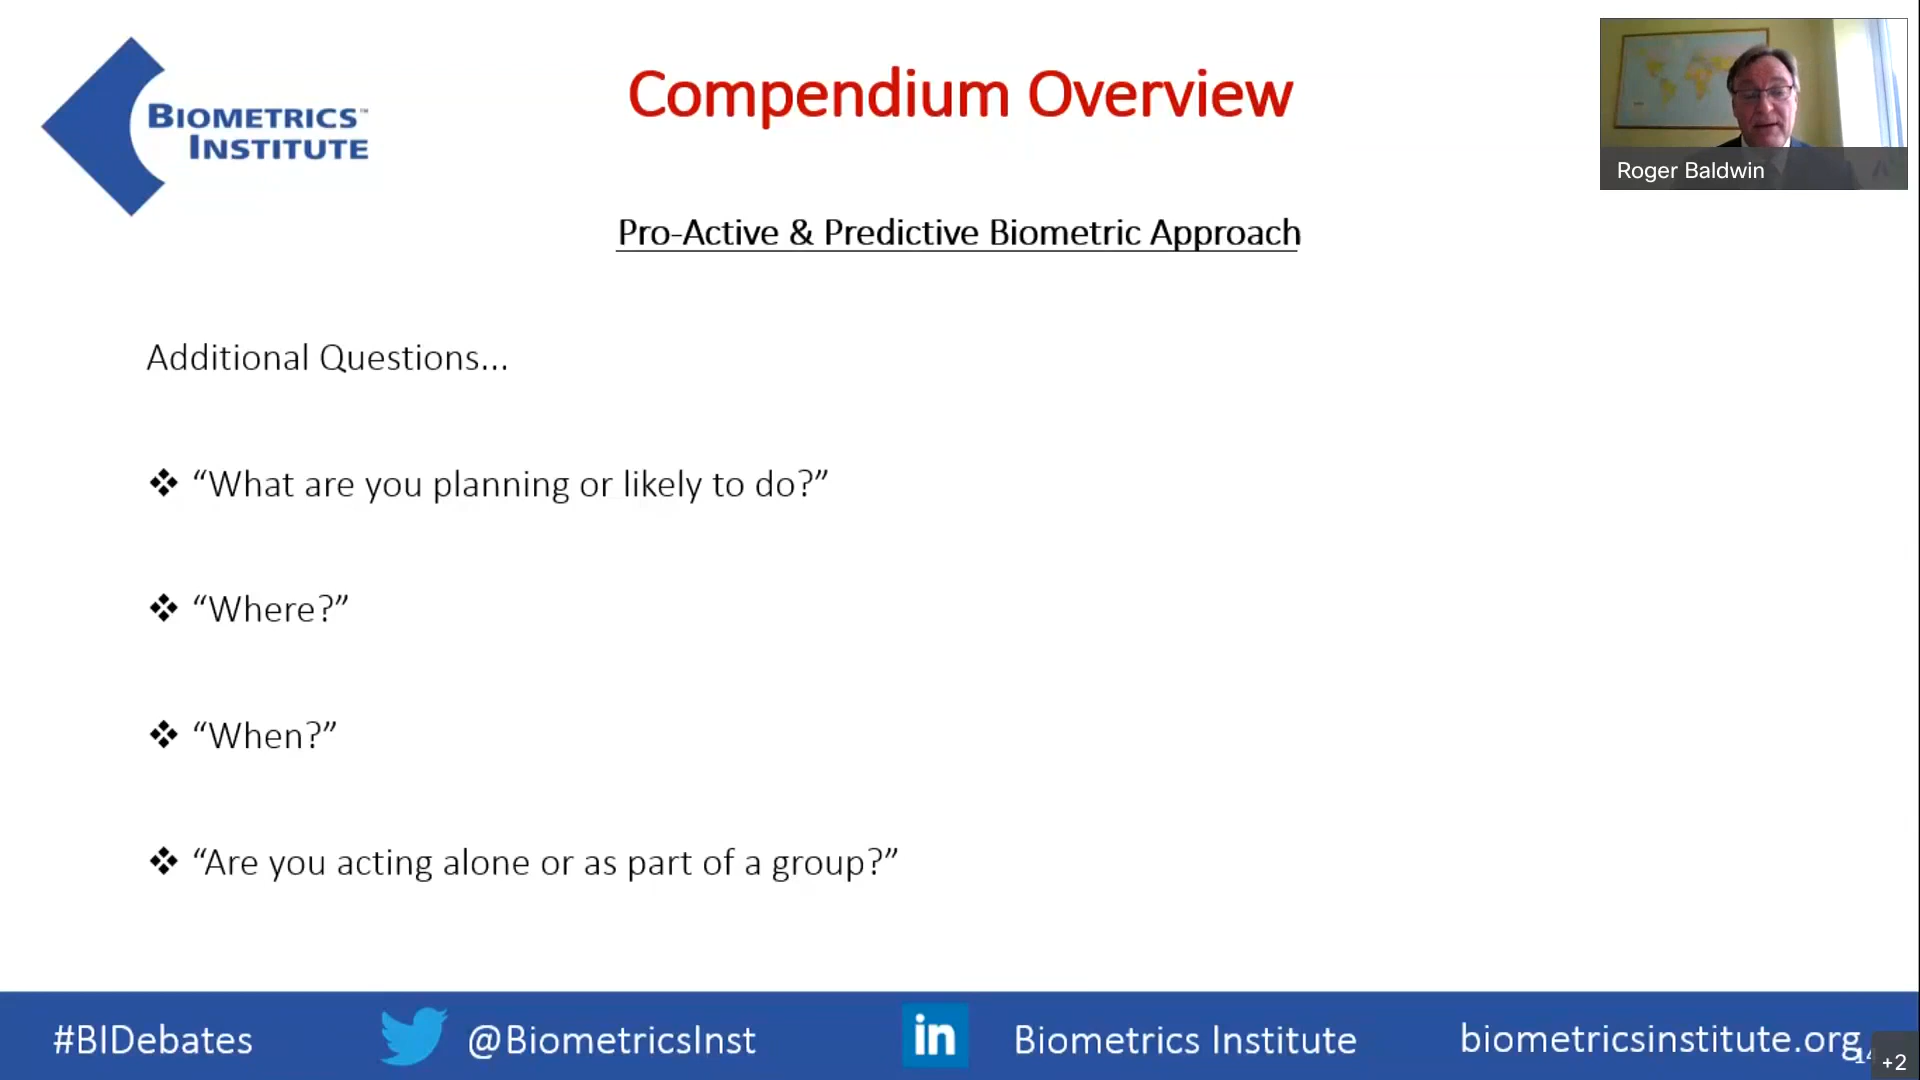 BIOMETRICS™
INSTITUTE
Compendium Overview
Roger Baldwin
Pro-Active & Predictive Biometric Approach
Additional Questions...
❖ “What are you planning or likely to do?”
❖ “Where?”
❖ “When?”
❖ “Are you acting alone or as part of a group?”
#BIDebates @BiometricsInst in Biometrics Institute biometricsinstitute.org
+2